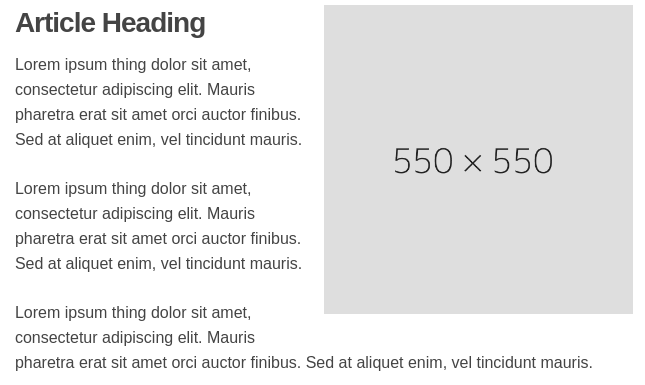 Article Heading
Lorem ipsum thing dolor sit amet,
consectetur adipiscing elit. Mauris
pharetra erat sit amet orci auctor finibus.
Sed at aliquet enim, vel tincidunt mauris.
Lorem ipsum thing dolor sit amet,
consectetur adipiscing elit. Mauris
pharetra erat sit amet orci auctor finibus.
Sed at aliquet enim, vel tincidunt mauris.
Lorem ipsum thing dolor sit amet,
consectetur adipiscing elit. Mauris
pharetra erat sit amet orci auctor finibus. Sed at aliquet enim, vel tincidunt mauris.
550 × 550